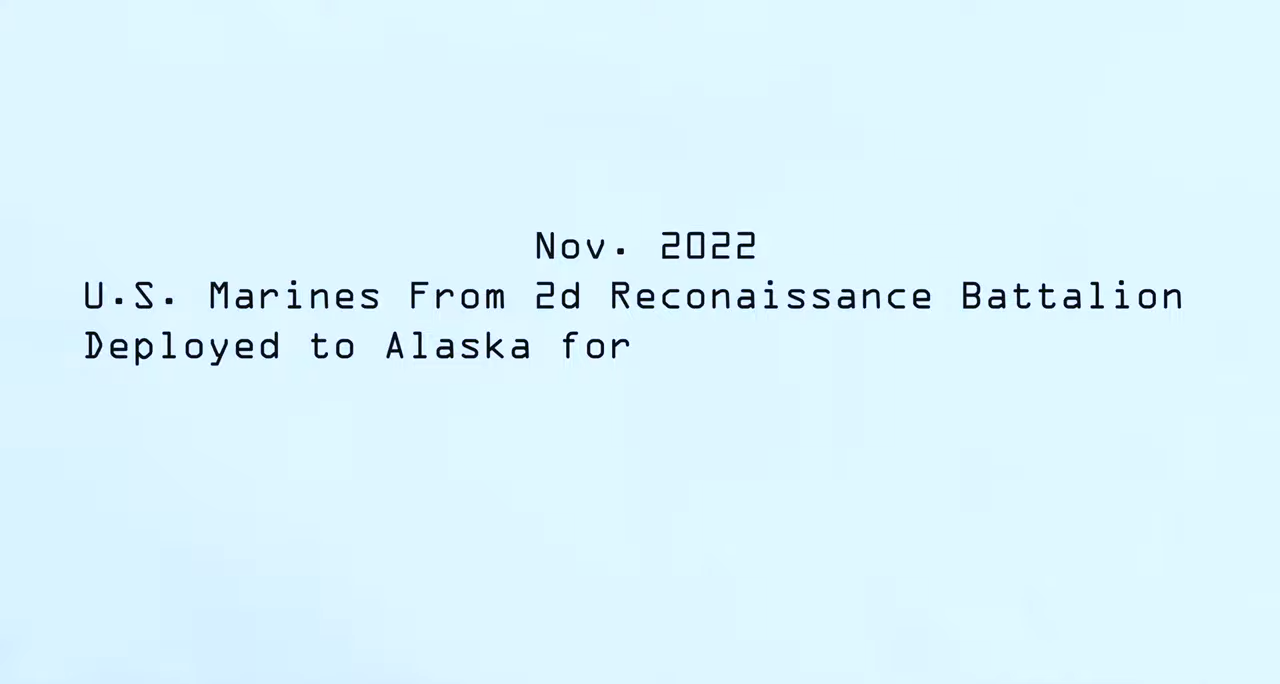 Nov. 2022
U.S. Marines From 2d Reconaissance Battalion
Deployed to Alaska for